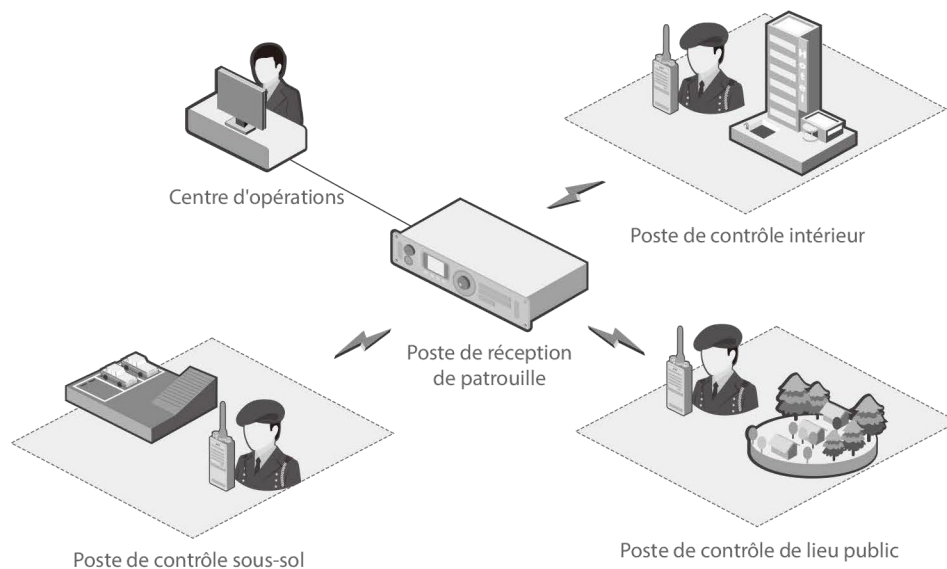 Hotel
Centre d'opérations
Poste de contrôle intérieur
Poste de réception
de patrouille
Poste de contrôle sous-sol
Poste de contrôle de lieu public